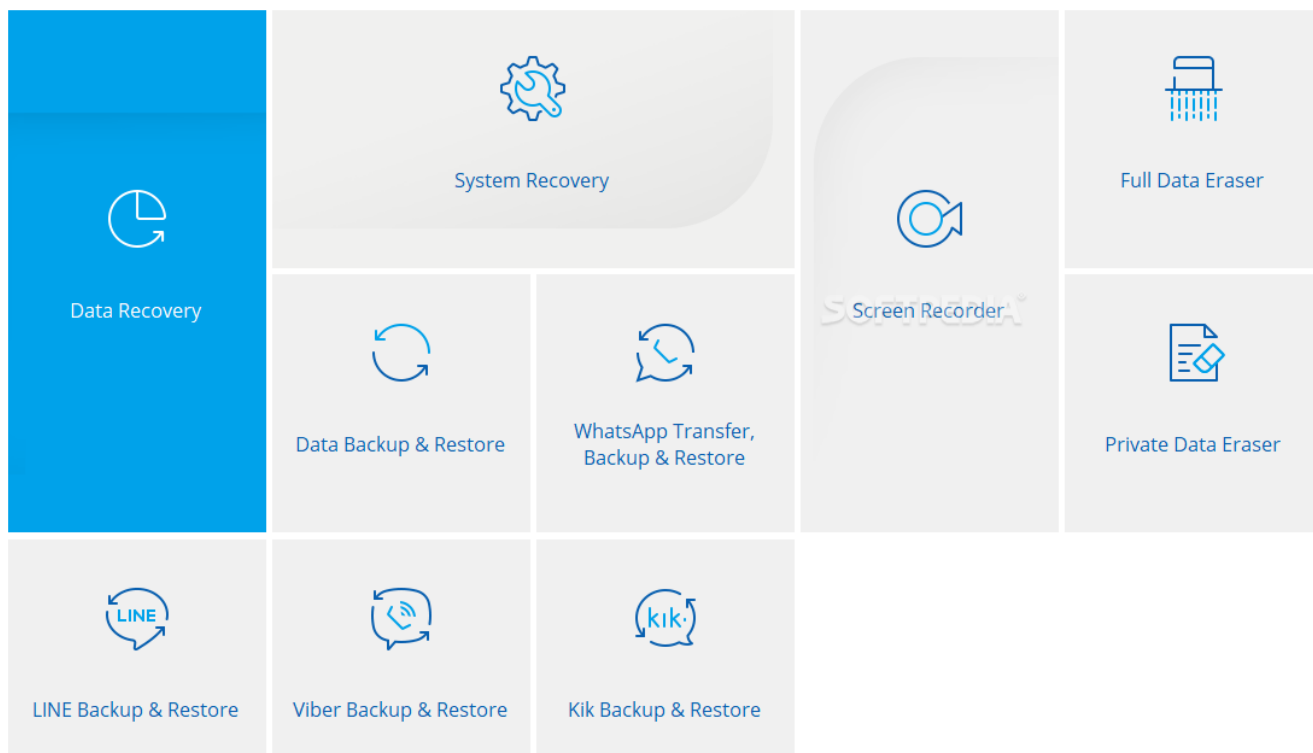 System Recovery
Full Data Eraser
Data Recovery
SOFTPEDIA®
Screen Recorder
Data Backup & Restore
WhatsApp Transfer,
Backup & Restore
Private Data Eraser
LINE
kik·
LINE Backup & Restore
Viber Backup & Restore
Kik Backup & Restore